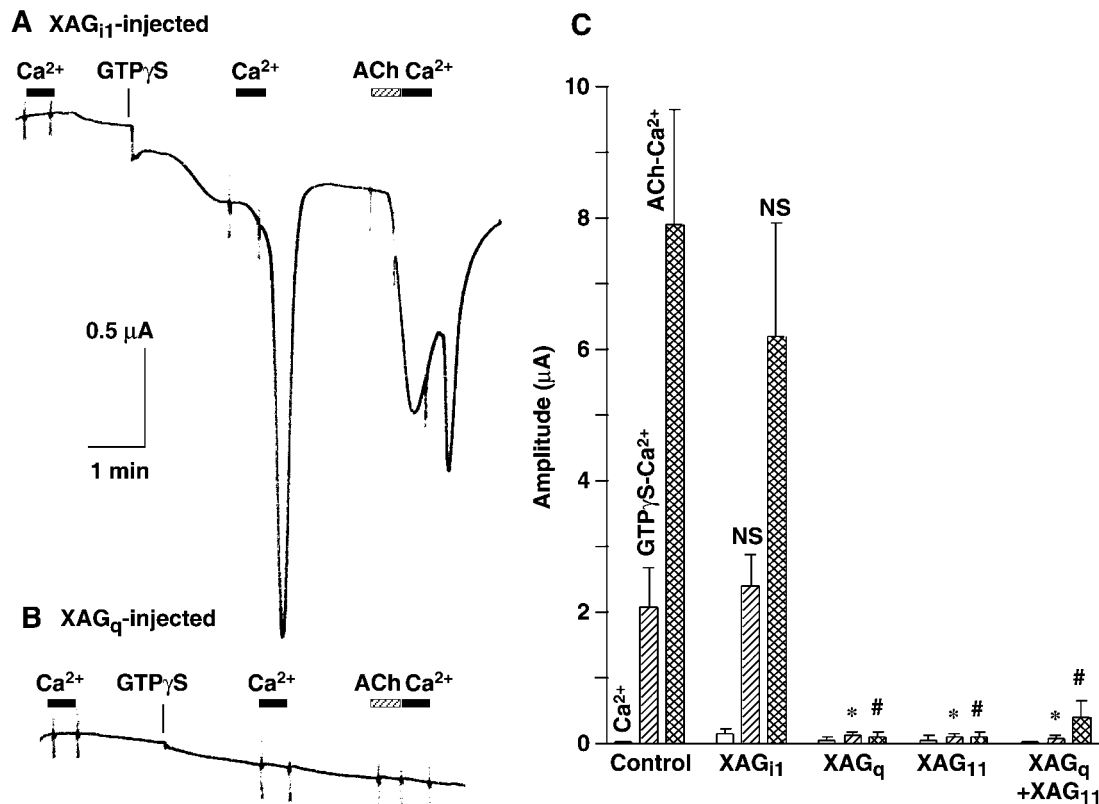 A XAGi1-injected
Ca2+ GTPγS Ca2+ ACh Ca2+
0.5 µA
1 min
B XAGq-injected
Ca2+ GTPγS Ca2+ ACh Ca2+
C
Amplitude (µA)
10
8
6
4
2
0
Ca2+
GTPγS-Ca2+
ACh-Ca2+
NS
NS
* #
* #
* #
Control XAGi1 XAGq XAG11 XAGq
+XAG11